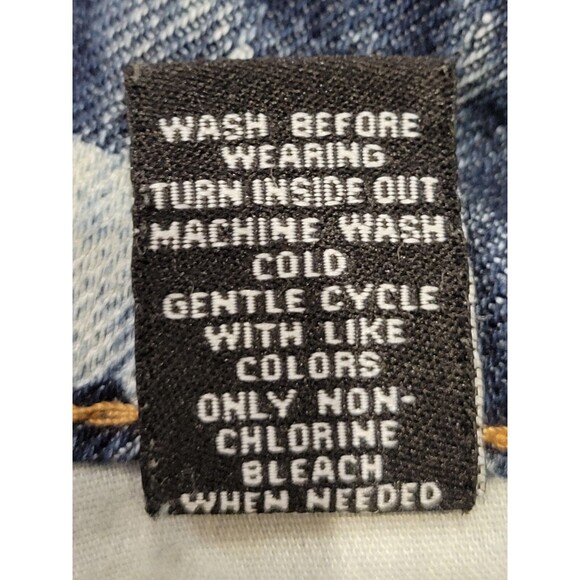 WASH BEFORE
WEARING
TURN INSIDE OUT
MACHINE WASH
COLD
GENTLE CYCLE
WITH LIKE
COLORS
ONLY NON-
CHLORINE
BLEACH
WHEN NEEDED